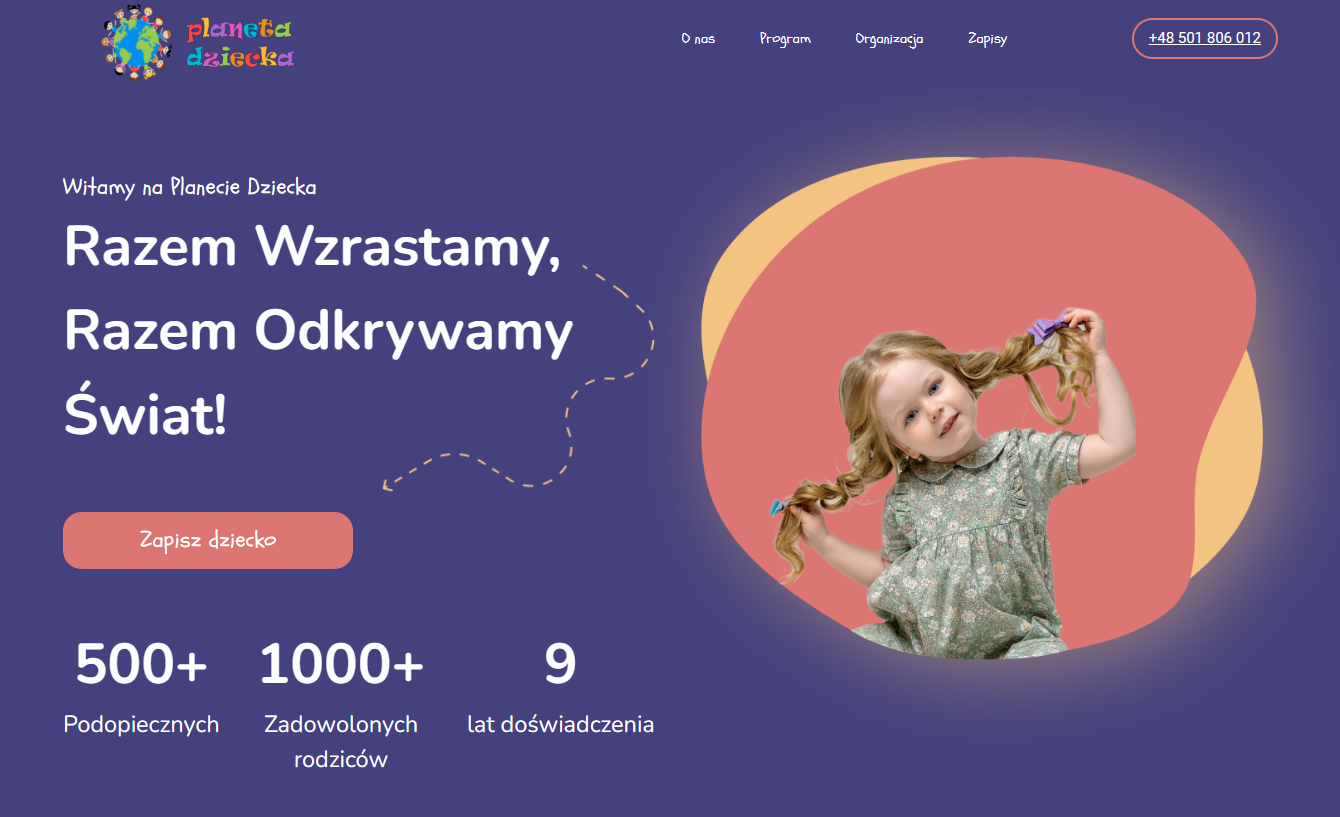 planeta
dziecka
O nas
Program
Organizacja
Zapisy
+48 501 806 012
Witamy na Planecie Dziecka
Razem Wzrastamy,
Razem Odkrywamy
Świat!
Zapisz dziecko
500+
Podopiecznych
1000+
Zadowolonych
rodziców
9
lat doświadczenia